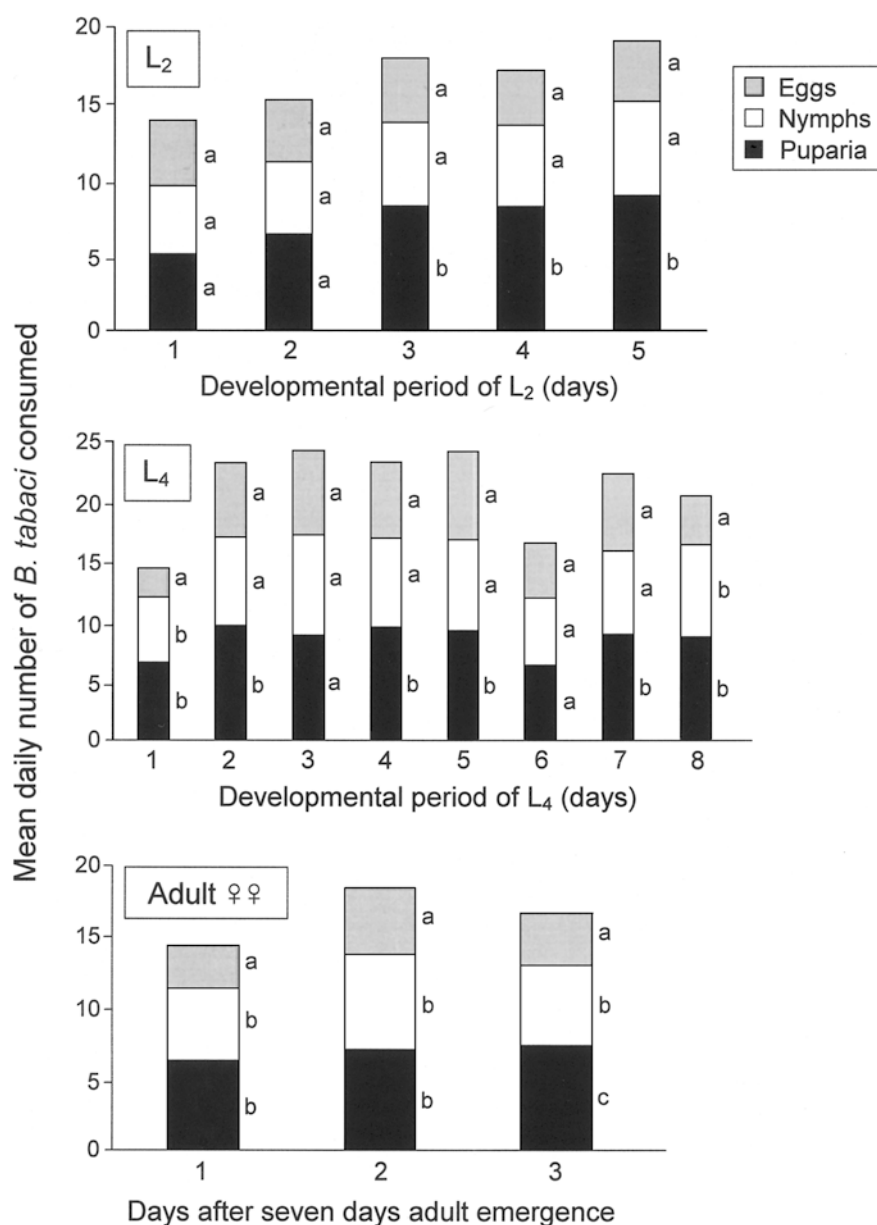 Mean daily number of B. tabaci consumed
20
15
10
5
0
L₂
Eggs
Nymphs
Puparia
a a a a a
a a a a a
a a b b b
1 2 3 4 5
Developmental period of L₂ (days)
25
20
15
10
5
0
L₄
a a a a a a a a
b a a a a a a b
b b a b b a b b
1 2 3 4 5 6 7 8
Developmental period of L₄ (days)
20
15
10
5
0
Adult ♀♀
a a a
b b b
b b c
1 2 3
Days after seven days adult emergence